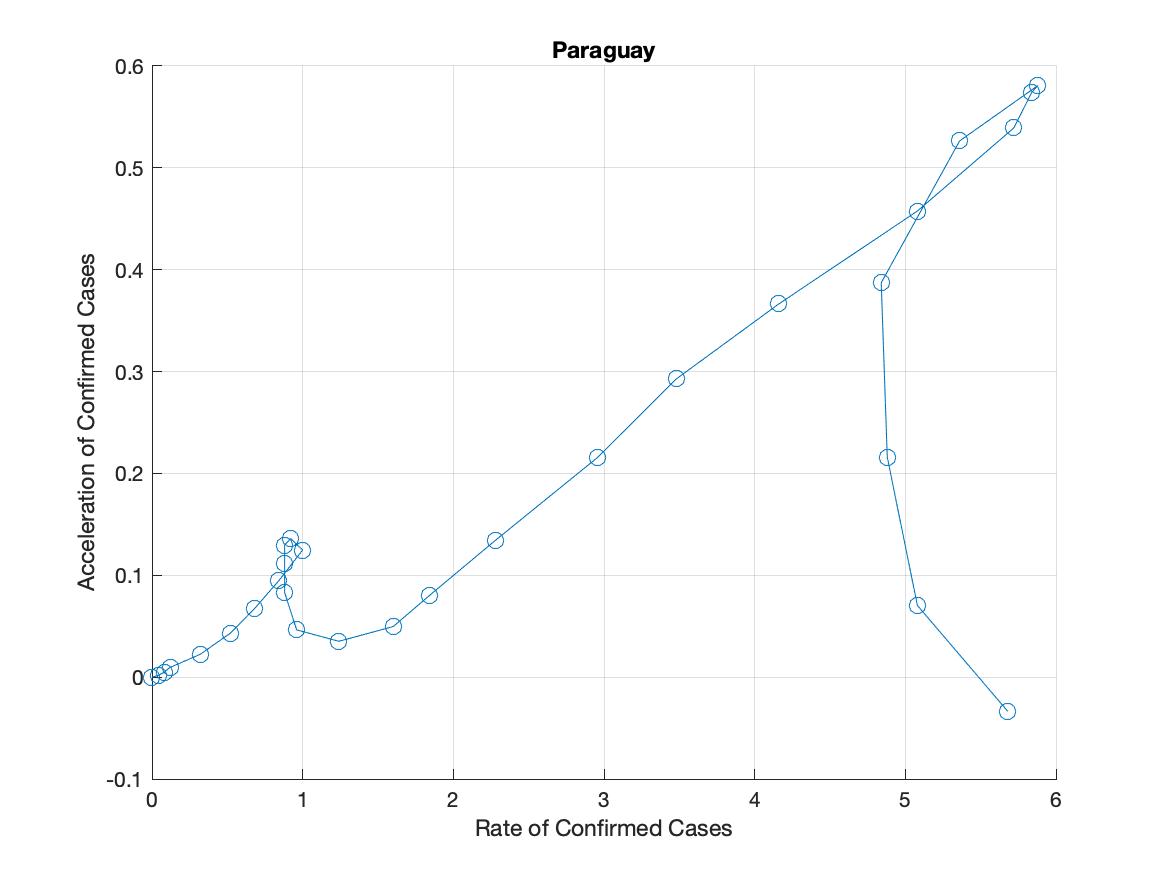 Paraguay
0.6
0.5
0.4
0.3
0.2
0.1
0
-0.1
Acceleration of Confirmed Cases
0 1 2 3 4 5 6
Rate of Confirmed Cases